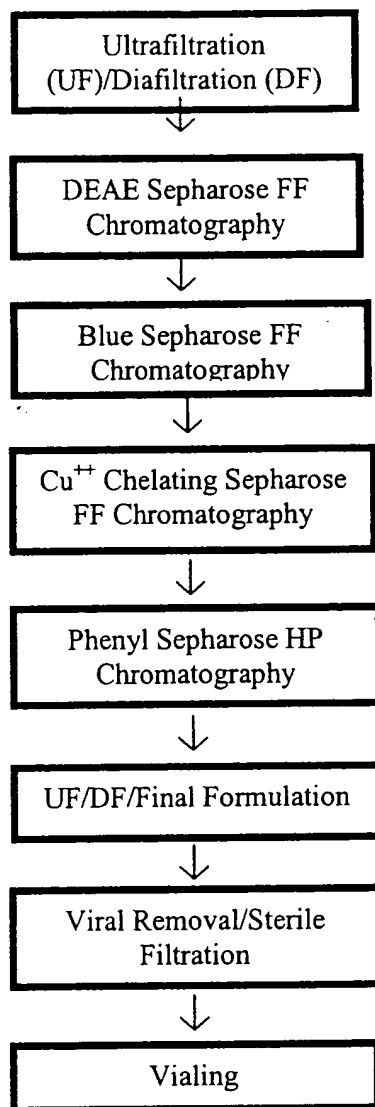 Ultrafiltration
(UF)/Diafiltration (DF)
DEAE Sepharose FF
Chromatography
Blue Sepharose FF
Chromatography
Cu⁺⁺ Chelating Sepharose
FF Chromatography
Phenyl Sepharose HP
Chromatography
UF/DF/Final Formulation
Viral Removal/Sterile
Filtration
Vialing